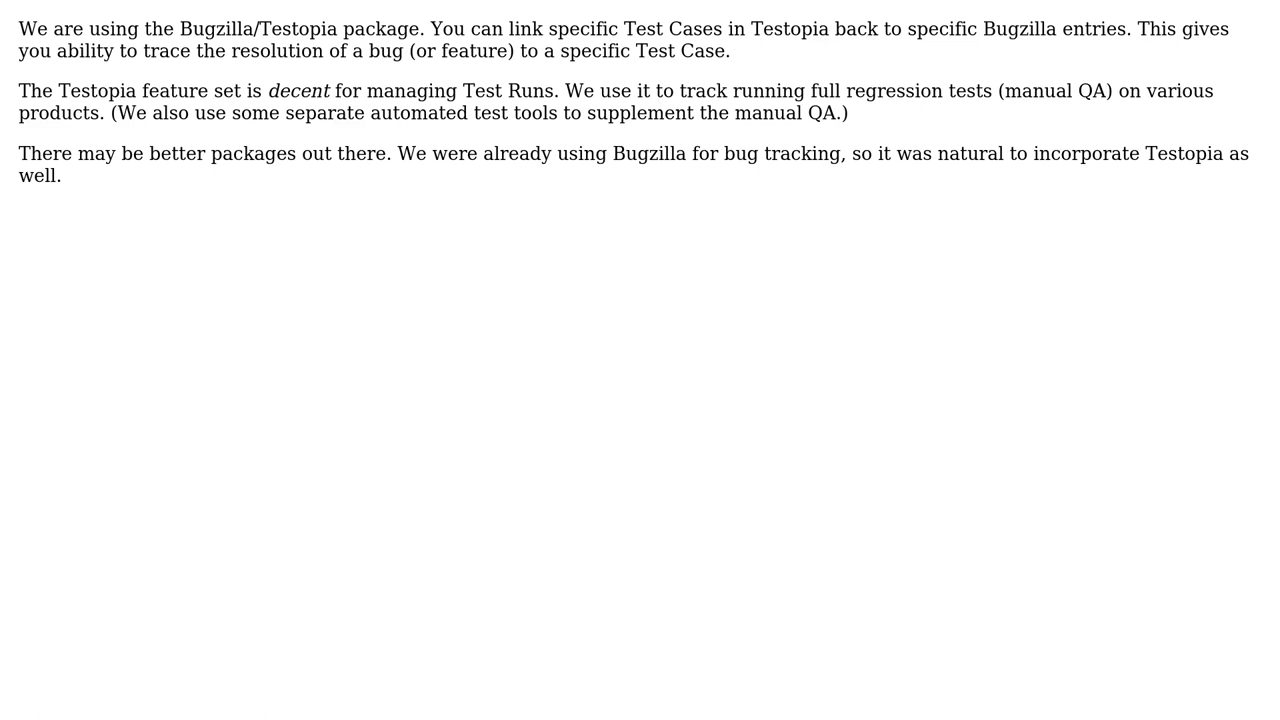 We are using the Bugzilla/Testopia package. You can link specific Test Cases in Testopia back to specific Bugzilla entries. This gives
you ability to trace the resolution of a bug (or feature) to a specific Test Case.
The Testopia feature set is decent for managing Test Runs. We use it to track running full regression tests (manual QA) on various
products. (We also use some separate automated test tools to supplement the manual QA.)
There may be better packages out there. We were already using Bugzilla for bug tracking, so it was natural to incorporate Testopia as
well.